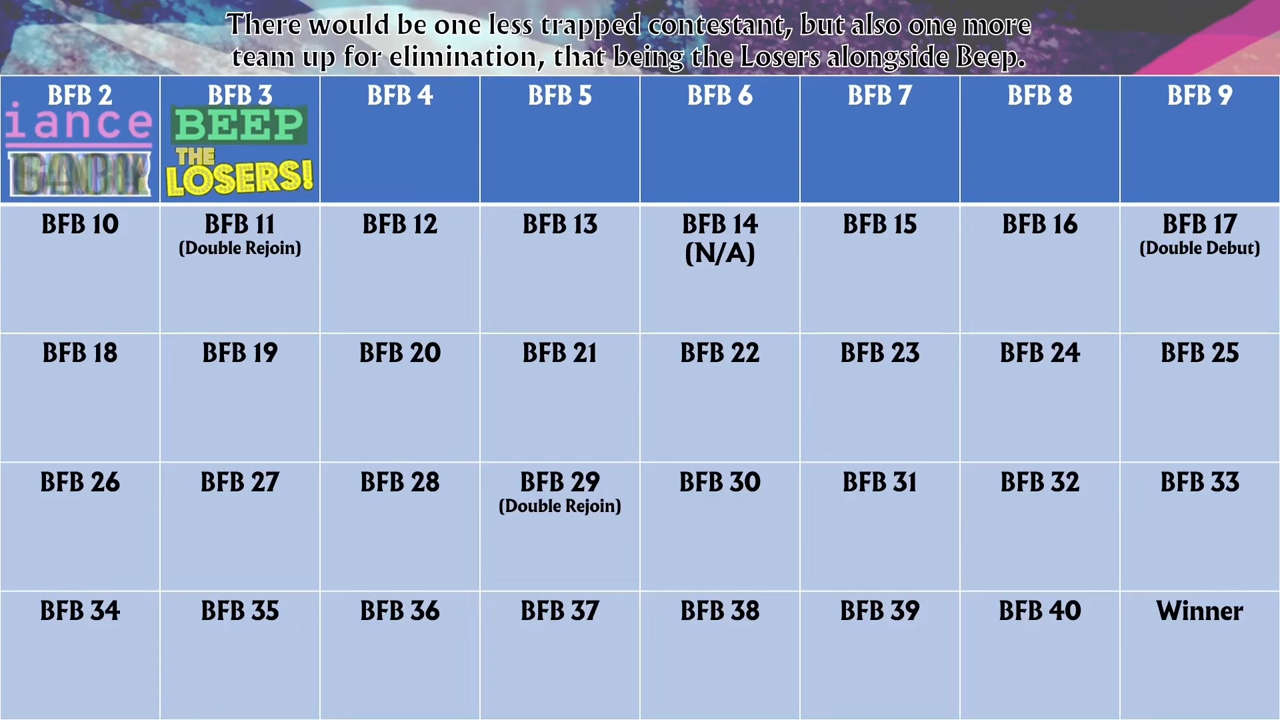 There would be one less trapped contestant, but also one more
team up for elimination, that being the Losers alongside Beep.
BFB 2
iance
BFB 3
BEEP
THE
LOSERS!
BFB 4
BFB 5
BFB 6
BFB 7
BFB 8
BFB 9
BFB 10
BFB 11
(Double Rejoin)
BFB 12
BFB 13
BFB 14
(N/A)
BFB 15
BFB 16
BFB 17
(Double Debut)
BFB 18
BFB 19
BFB 20
BFB 21
BFB 22
BFB 23
BFB 24
BFB 25
BFB 26
BFB 27
BFB 28
BFB 29
(Double Rejoin)
BFB 30
BFB 31
BFB 32
BFB 33
BFB 34
BFB 35
BFB 36
BFB 37
BFB 38
BFB 39
BFB 40
Winner